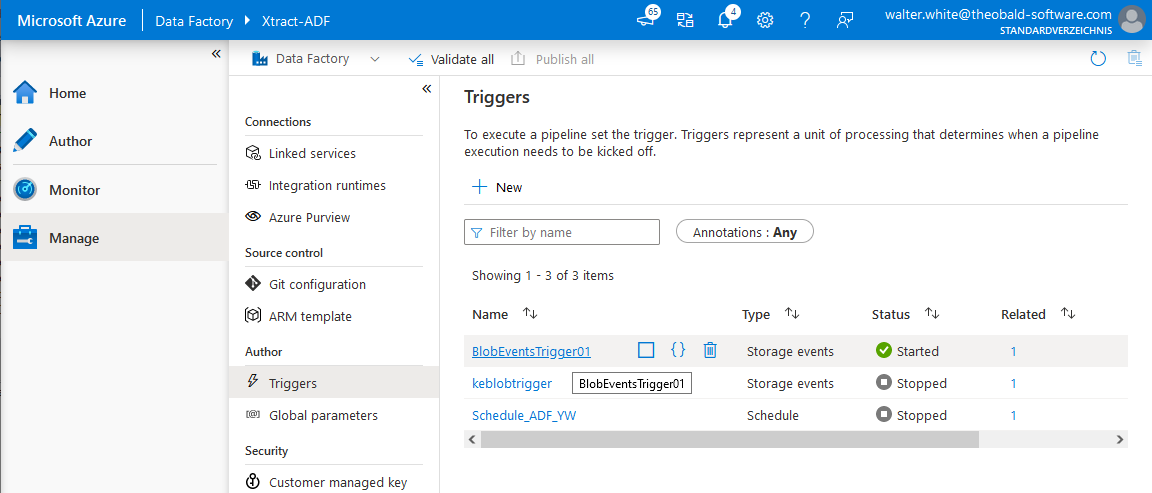 Microsoft Azure Data Factory Xtract-ADF 65 4 ? walter.white@theobald-software.com
STANDARDVERZEICHNIS
Home
Author
Monitor
Manage
Data Factory Validate all Publish all
Connections
Linked services
Integration runtimes
Azure Purview
Source control
Git configuration
ARM template
Author
Triggers
Global parameters
Security
Customer managed key
Triggers
To execute a pipeline set the trigger. Triggers represent a unit of processing that determines when a pipeline
execution needs to be kicked off.
New
Filter by name Annotations : Any
Showing 1 - 3 of 3 items
Name Type Status Related
BlobEventsTrigger01 {} Storage events Started 1
keblobtrigger BlobEventsTrigger01 Storage events Stopped 1
Schedule_ADF_YW Schedule Stopped 1